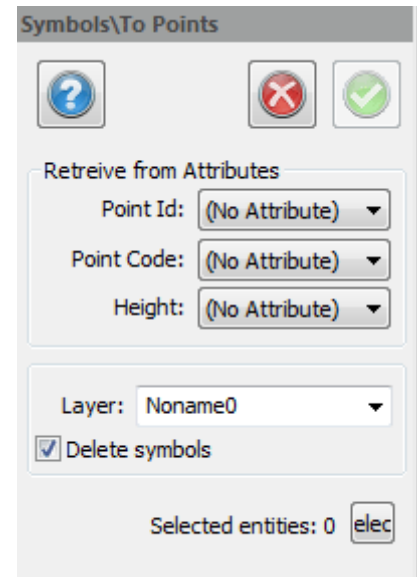 Symbols\To Points
?
Retreive from Attributes
Point Id: (No Attribute)
Point Code: (No Attribute)
Height: (No Attribute)
Layer: Noname0
Delete symbols
Selected entities: 0 elec